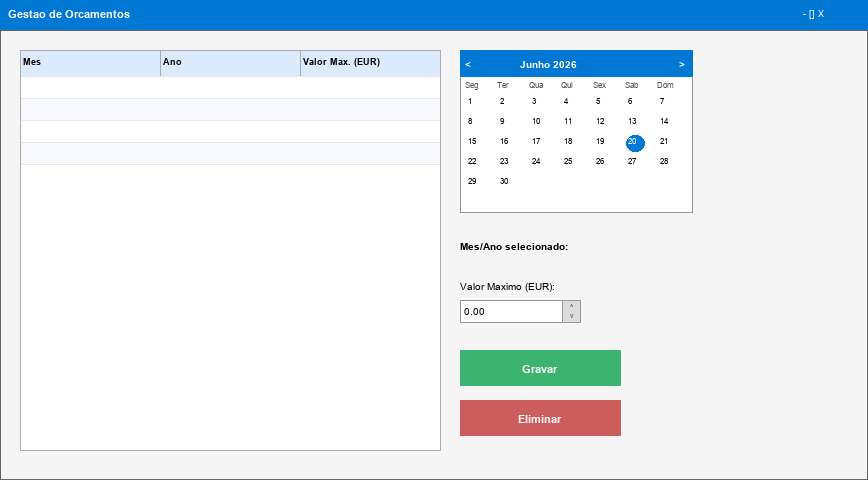 Gestao de Orcamentos - [] X
Mes Ano Valor Max. (EUR)
< Junho 2026 >
Seg Ter Qua Qui Sex Sab Dom
1 2 3 4 5 6 7
8 9 10 11 12 13 14
15 16 17 18 19 20 21
22 23 24 25 26 27 28
29 30
Mes/Ano selecionado:
Valor Maximo (EUR):
0.00
Gravar
Eliminar